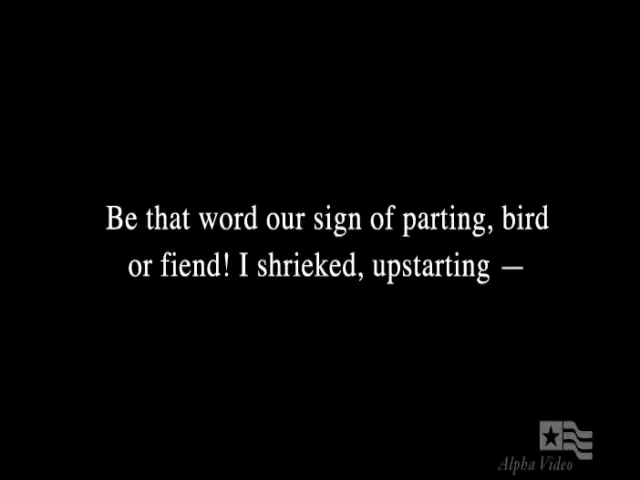 Be that word our sign of parting, bird
or fiend! I shrieked, upstarting —
Alpha Video